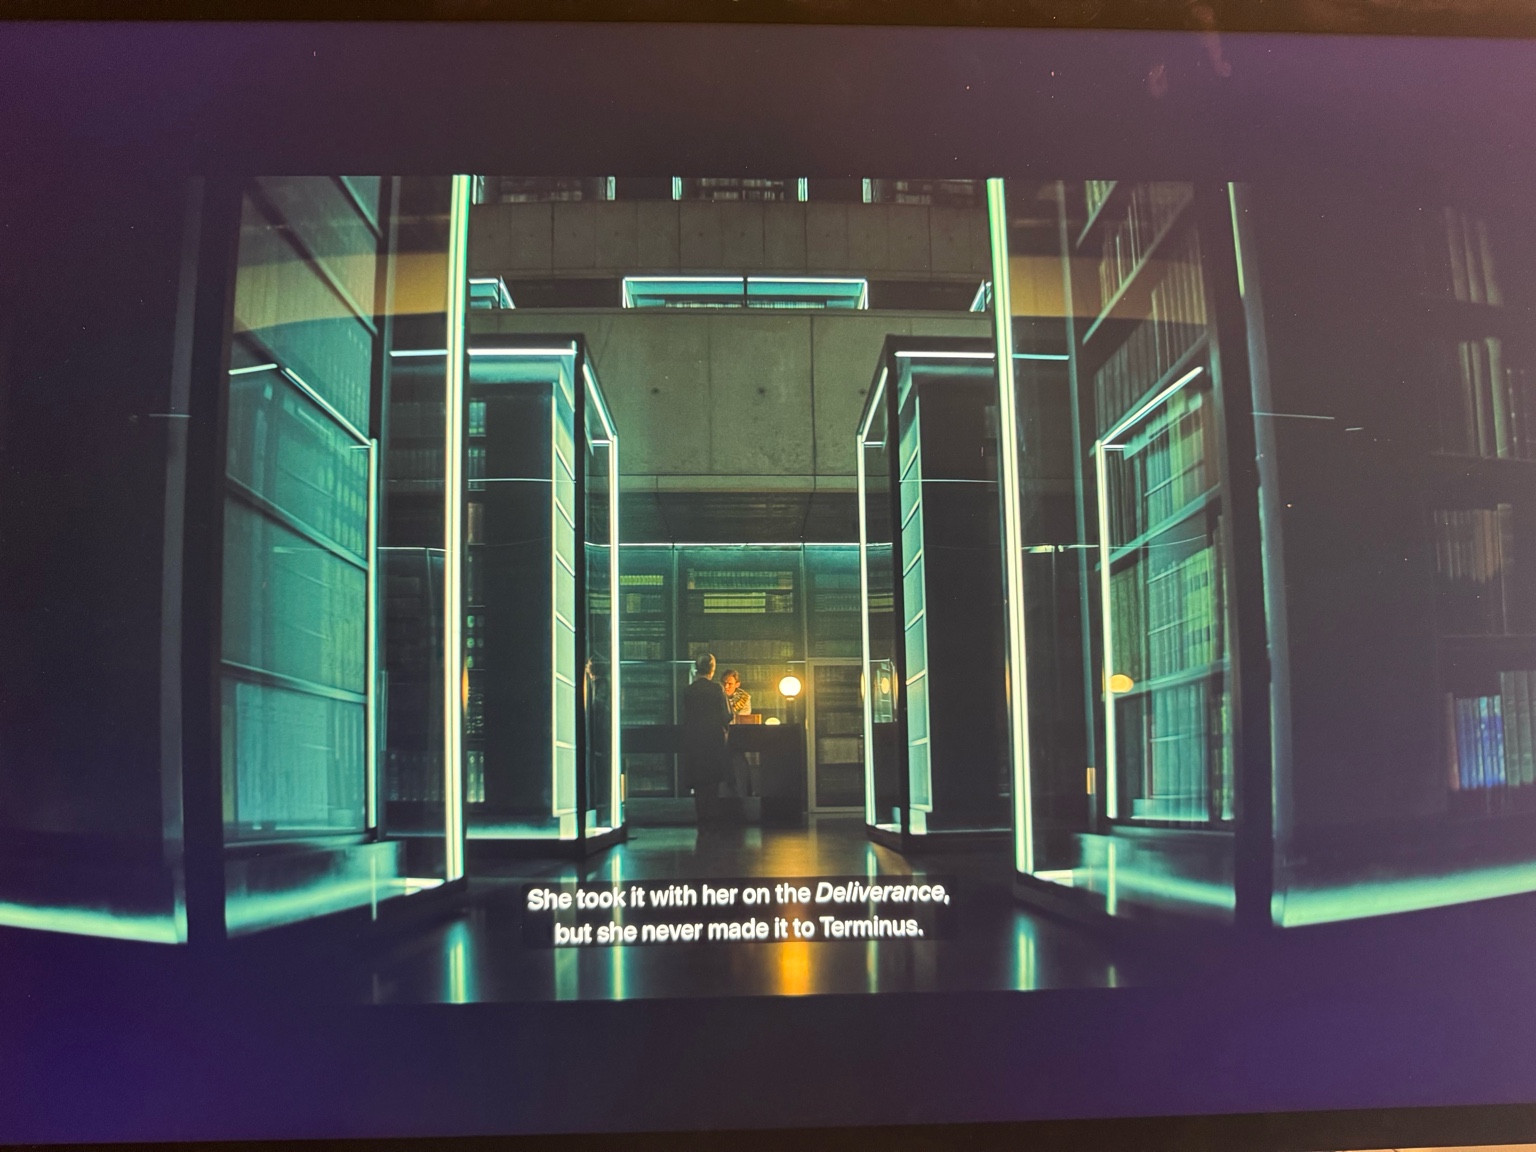 She took it with her on the Deliverance,
but she never made it to Terminus.